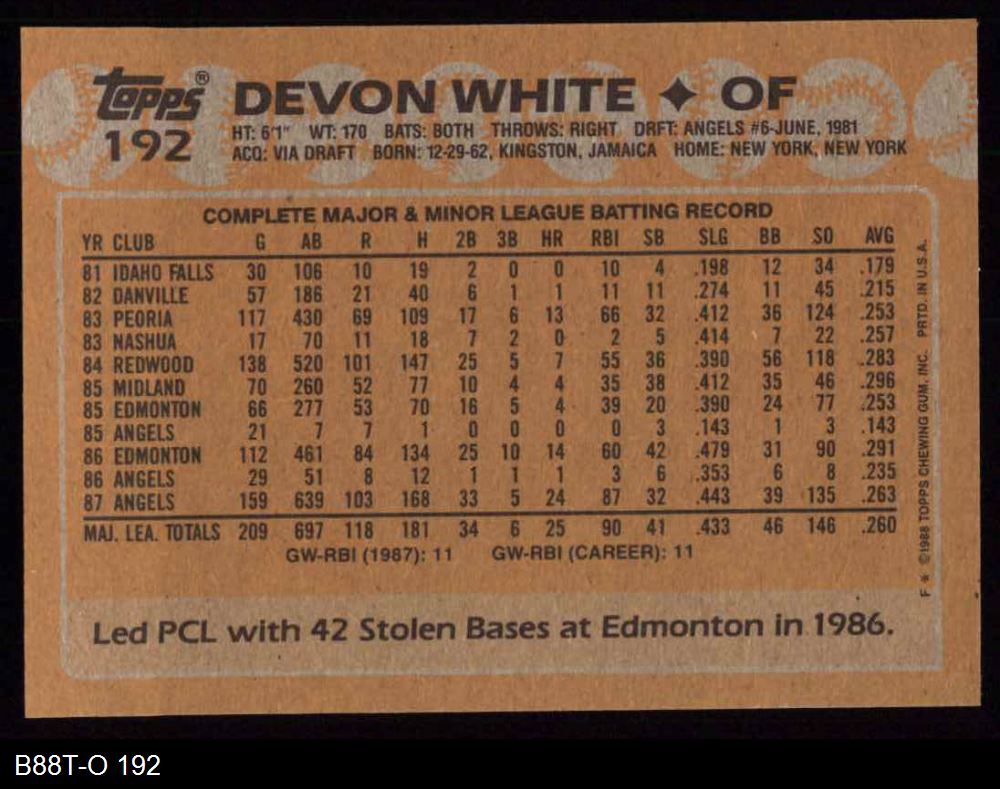 topps® DEVON WHITE ✦ OF
192
HT: 6'1" WT: 170 BATS: BOTH THROWS: RIGHT DRFT: ANGELS #6-JUNE, 1981
ACQ: VIA DRAFT BORN: 12-29-62, KINGSTON, JAMAICA HOME: NEW YORK, NEW YORK
COMPLETE MAJOR & MINOR LEAGUE BATTING RECORD
YR CLUB G AB R H 2B 3B HR RBI SB SLG BB SO AVG
81 IDAHO FALLS 30 106 10 19 2 0 0 10 4 .198 12 34 .179
82 DANVILLE 57 186 21 40 6 1 1 11 11 .274 11 45 .215
83 PEORIA 117 430 69 109 17 6 13 66 32 .412 36 124 .253
83 NASHUA 17 70 11 18 7 2 0 2 5 .414 7 22 .257
84 REDWOOD 138 520 101 147 25 5 7 55 36 .390 56 118 .283
85 MIDLAND 70 260 52 77 10 4 4 35 38 .412 35 46 .296
85 EDMONTON 66 277 53 70 16 5 4 39 20 .390 24 77 .253
85 ANGELS 21 7 7 1 0 0 0 0 3 .143 1 3 .143
86 EDMONTON 112 461 84 134 25 10 14 60 42 .479 31 90 .291
86 ANGELS 29 51 8 12 1 1 1 3 6 .353 6 8 .235
87 ANGELS 159 639 103 168 33 5 24 87 32 .443 39 135 .263
MAJ. LEA. TOTALS 209 697 118 181 34 6 25 90 41 .433 46 146 .260
GW-RBI (1987): 11 GW-RBI (CAREER): 11
Led PCL with 42 Stolen Bases at Edmonton in 1986.
F * ©1988 TOPPS CHEWING GUM, INC. PRTD. IN U.S.A.
B88T-O 192